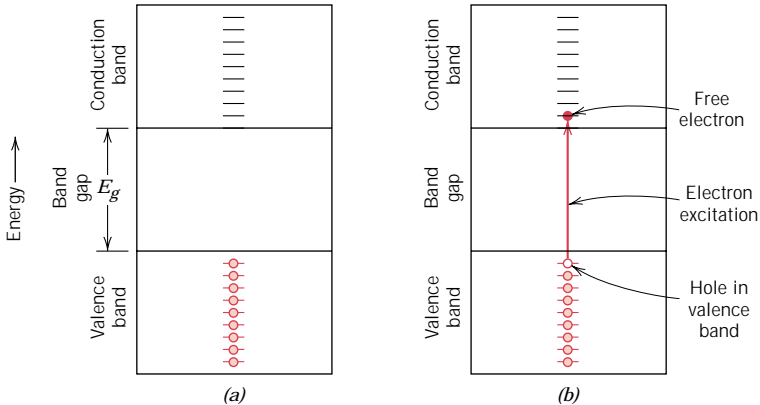 Energy
Conduction
band
Band
gap
E_g
Valence
band
(a)
Conduction
band
Band
gap
Valence
band
Free
electron
Electron
excitation
Hole in
valence
band
(b)